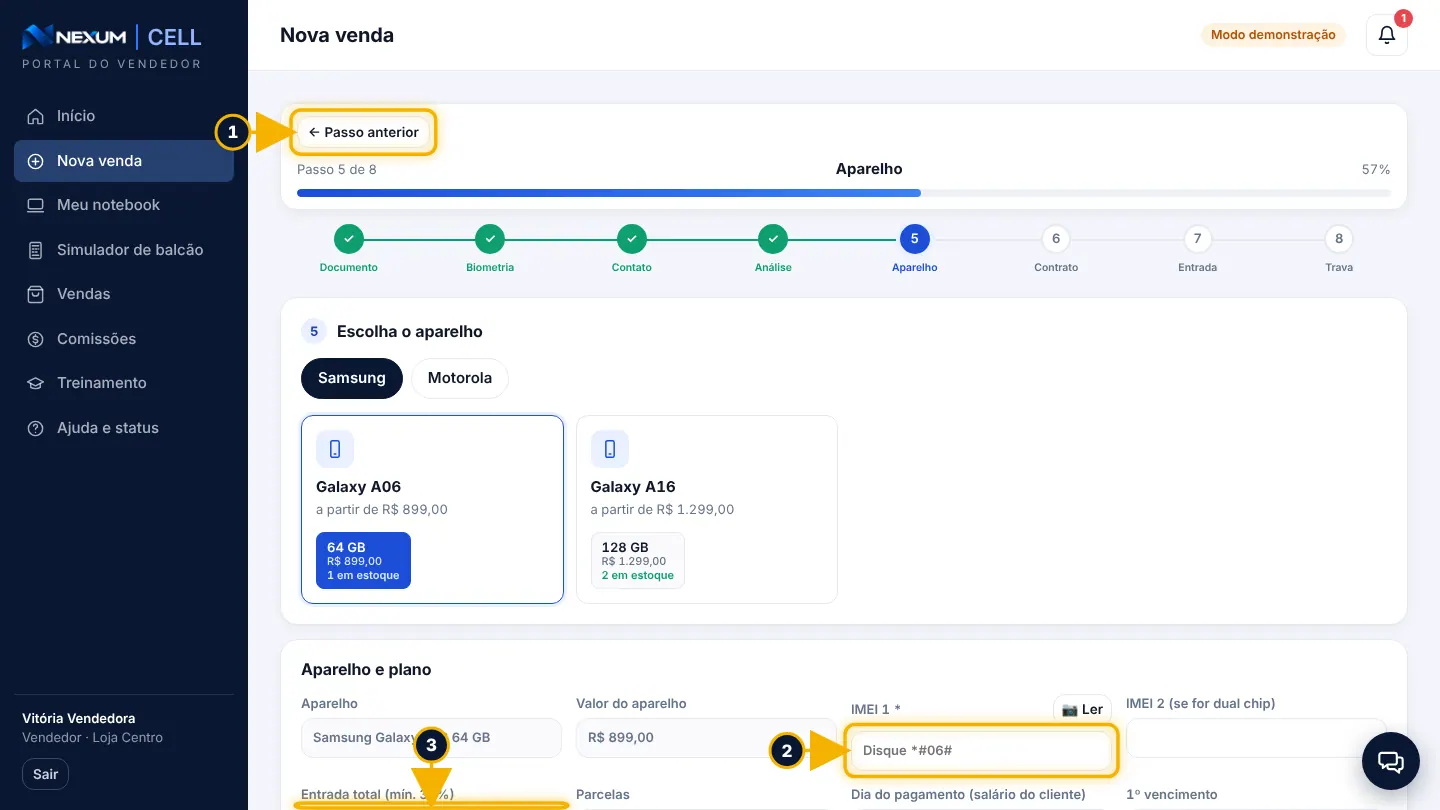 NEXUM | CELL
PORTAL DO VENDEDOR
Início
Nova venda
Meu notebook
Simulador de balcão
Vendas
Comissões
Treinamento
Ajuda e status
Vitória Vendedora
Vendedor · Loja Centro
Sair
Nova venda
Modo demonstração
1
1
← Passo anterior
Passo 5 de 8
Aparelho
57%
5
6
7
8
Documento
Biometria
Contato
Análise
Aparelho
Contrato
Entrada
Trava
5
Escolha o aparelho
Samsung
Motorola
Galaxy A06
a partir de R$ 899,00
64 GB
R$ 899,00
1 em estoque
Galaxy A16
a partir de R$ 1.299,00
128 GB
R$ 1.299,00
2 em estoque
Aparelho e plano
Aparelho
Samsung Galaxy 64 GB
Valor do aparelho
R$ 899,00
IMEI 1 *
Ler
2
Disque *#06#
IMEI 2 (se for dual chip)
3
Entrada total (mín. %)
Parcelas
Dia do pagamento (salário do cliente)
1º vencimento